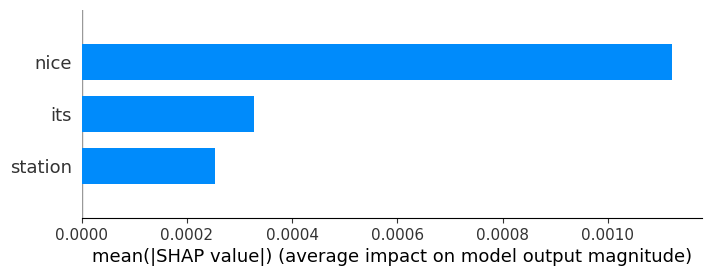 nice
its
station
0.0000 0.0002 0.0004 0.0006 0.0008 0.0010
mean(|SHAP value|) (average impact on model output magnitude)